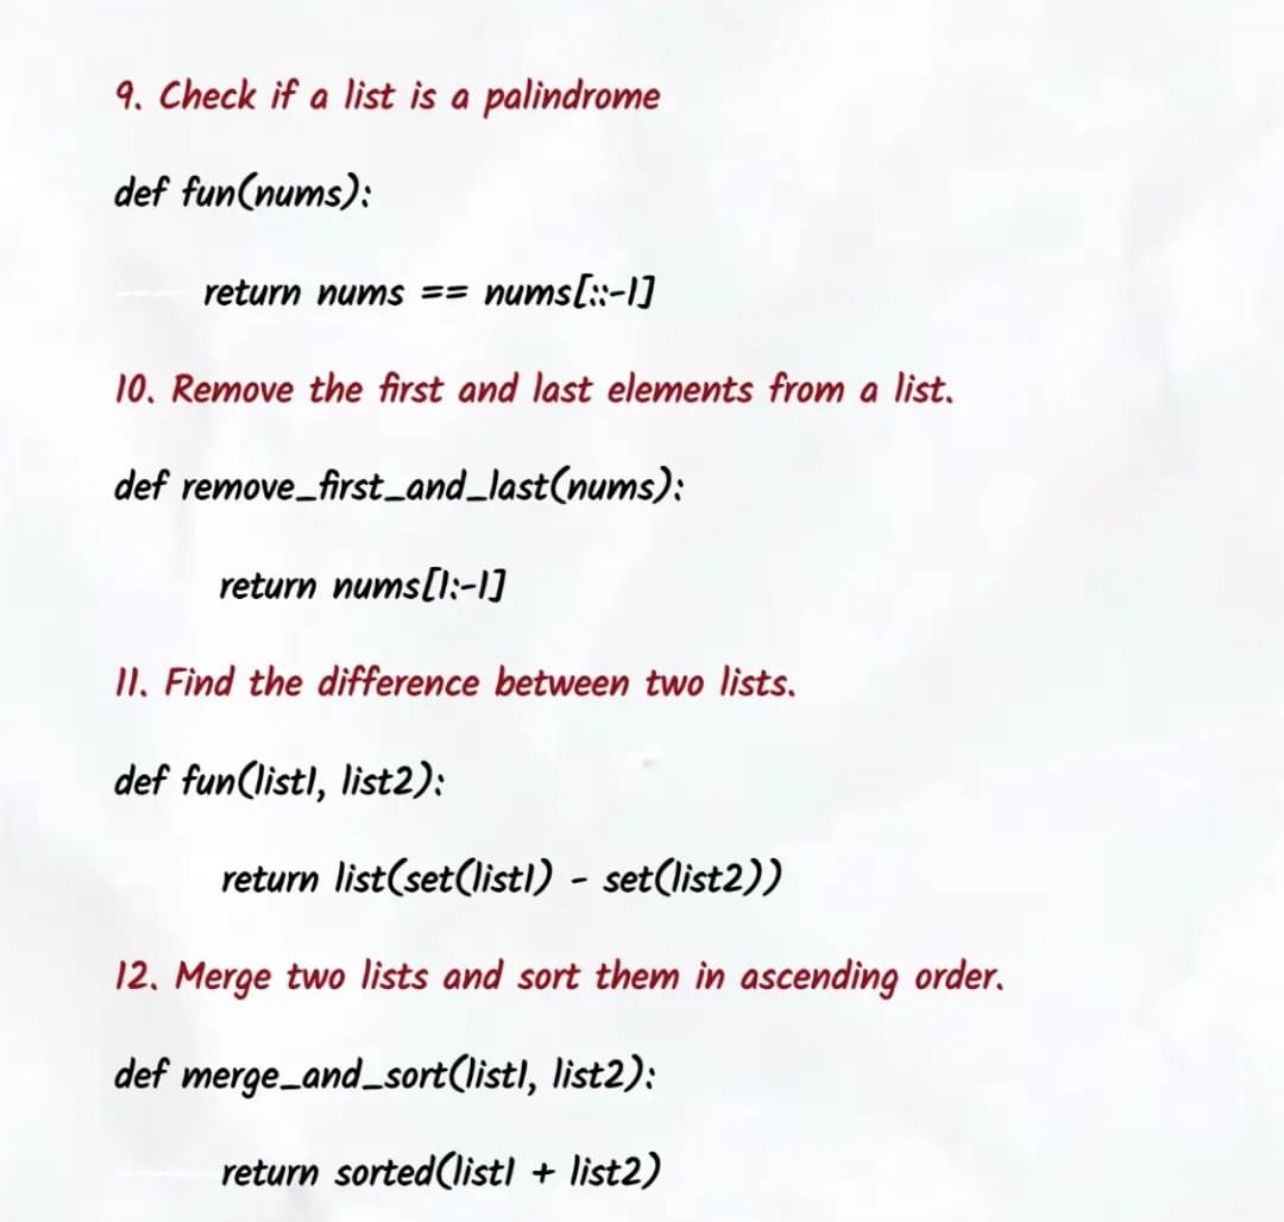 9. Check if a list is a palindrome
def fun(nums):
return nums == nums[::-1]
10. Remove the first and last elements from a list.
def remove_first_and_last(nums):
return nums[1:-1]
11. Find the difference between two lists.
def fun(list1, list2):
return list(set(list1) - set(list2))
12. Merge two lists and sort them in ascending order.
def merge_and_sort(list1, list2):
return sorted(list1 + list2)